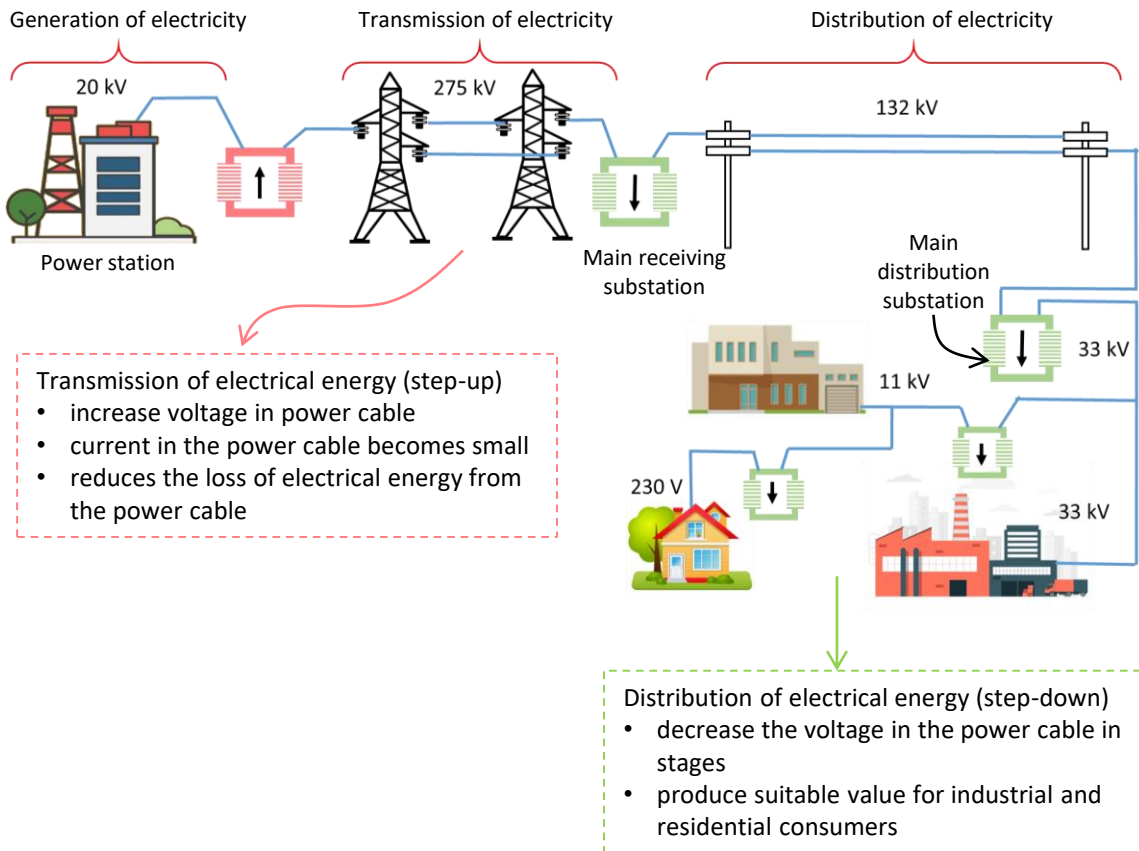 Generation of electricity
Transmission of electricity
Distribution of electricity
20 kV
275 kV
132 kV
Power station
Main receiving
substation
Main
distribution
substation
33 kV
11 kV
230 V
33 kV
Transmission of electrical energy (step-up)
• increase voltage in power cable
• current in the power cable becomes small
• reduces the loss of electrical energy from
the power cable
Distribution of electrical energy (step-down)
• decrease the voltage in the power cable in
stages
• produce suitable value for industrial and
residential consumers